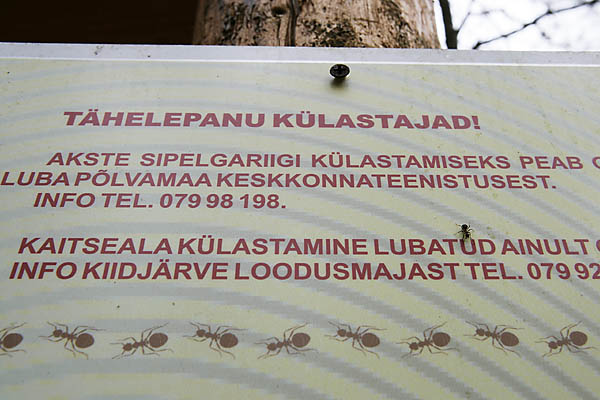 TÄHELEPANU KÜLASTAJAD!
AKSTE SIPELGARIIGI KÜLASTAMISEKS PEAB
LUBA PÕLVAMAA KESKKONNATEENISTUSEST.
INFO TEL. 079 98 198.
KAITSEALA KÜLASTAMINE LUBATUD AINULT
INFO KIIDJÄRVE LOODUSMAJAST TEL. 079 92